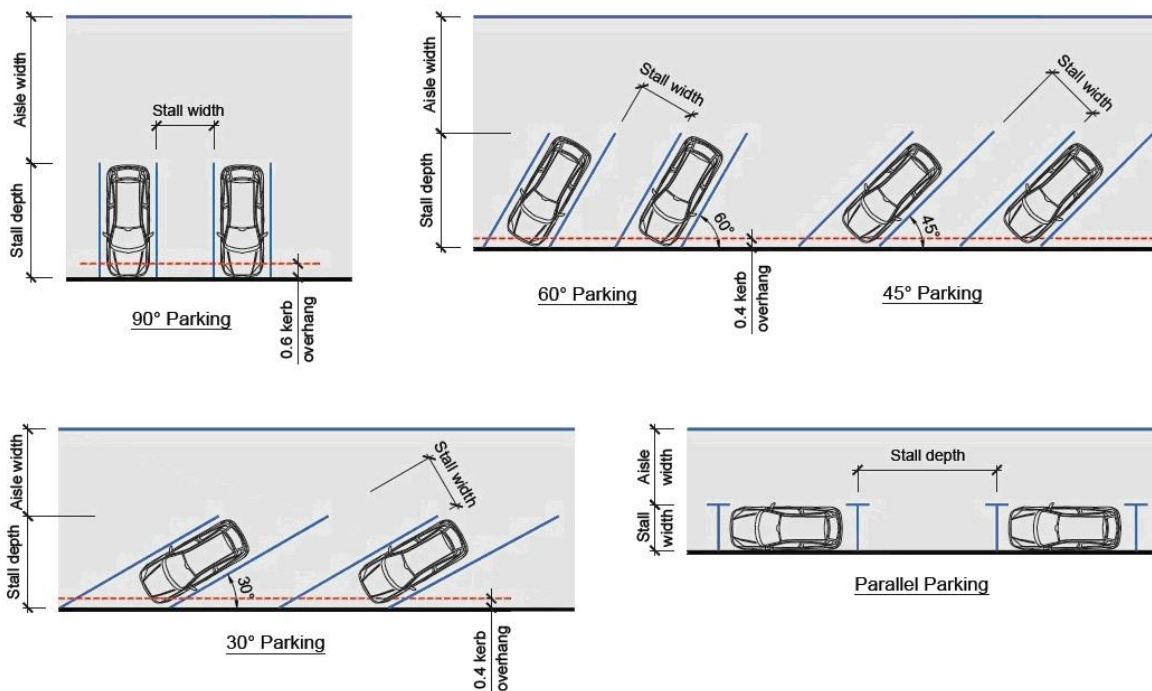 Aisle width
Stall depth
Stall width
90° Parking
0.6 kerb
overhang
Aisle width
Stall depth
Stall width
60°
60° Parking
0.4 kerb
overhang
Stall width
45°
45° Parking
Aisle width
Stall depth
Stall width
30°
30° Parking
0.4 kerb
overhang
Aisle
width
Stall
width
Stall depth
Parallel Parking